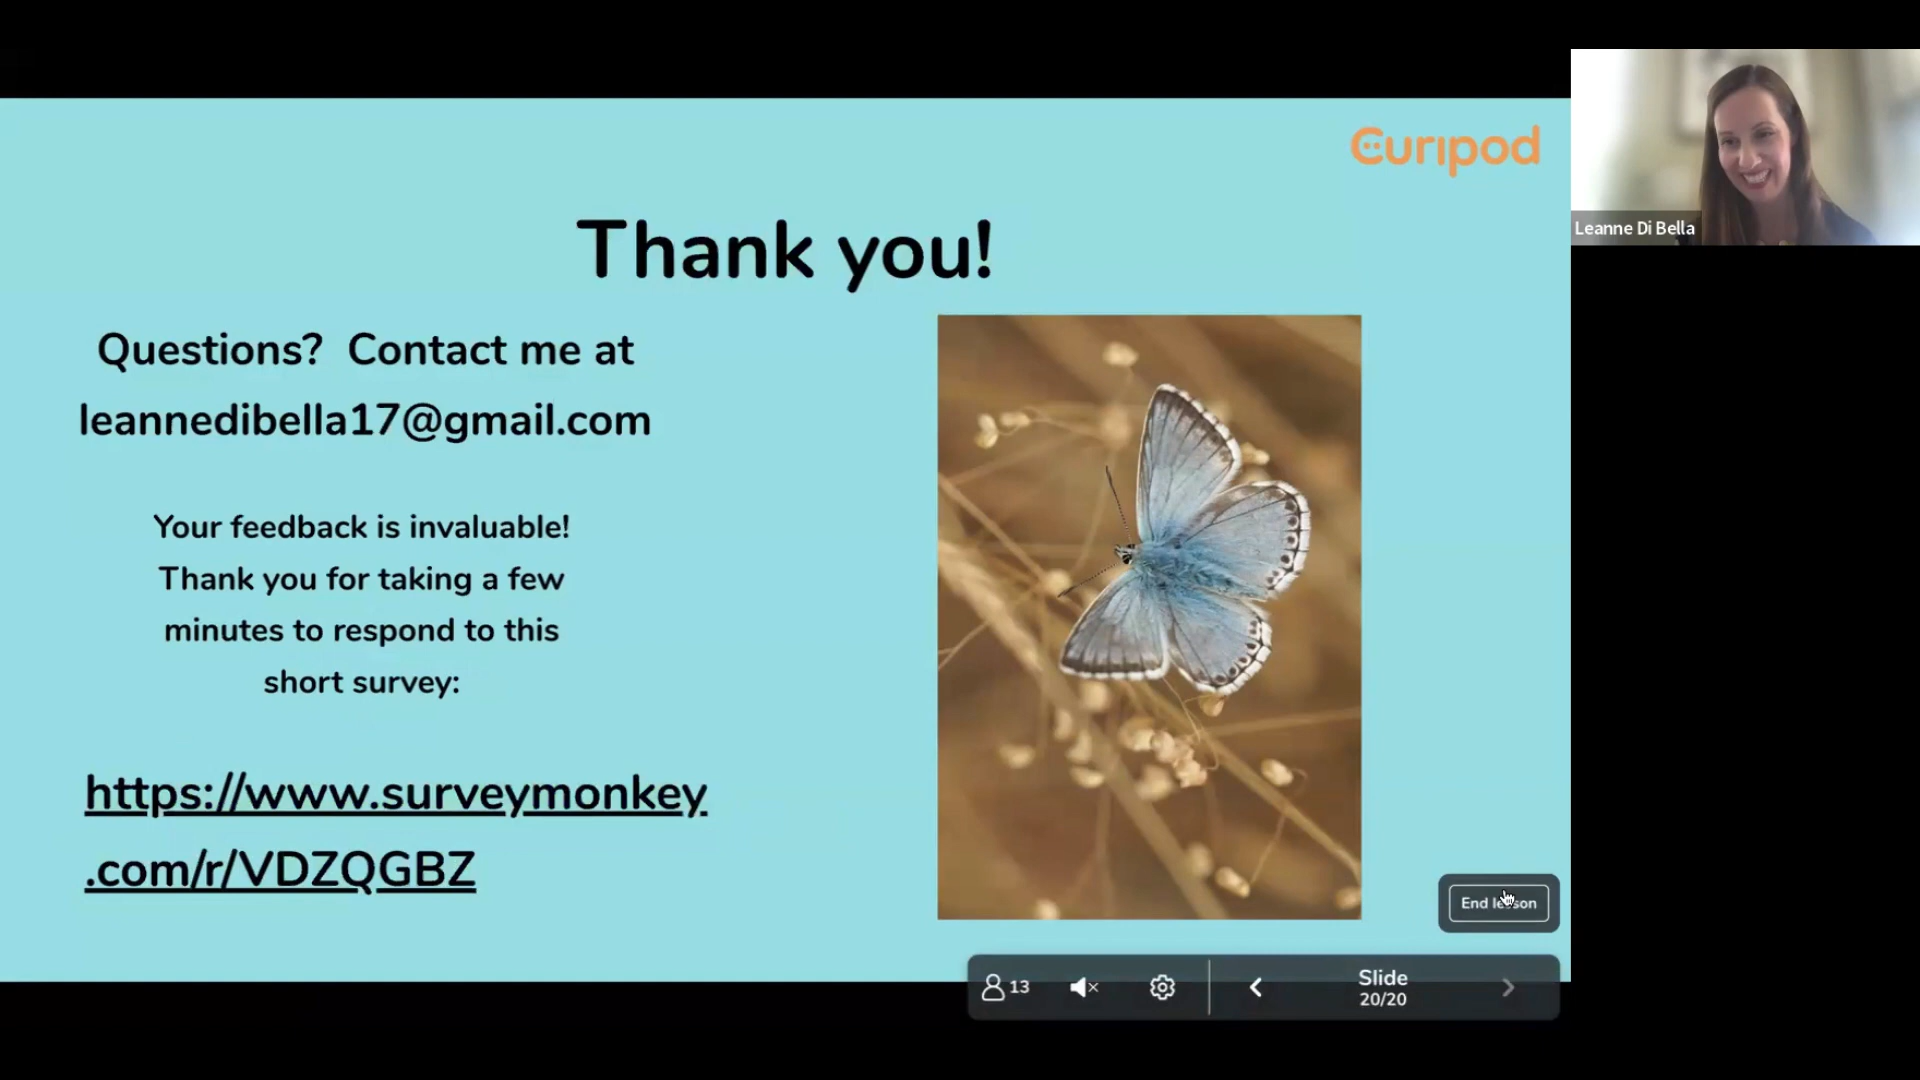 Curipod
Thank you!
Questions? Contact me at
leannedibella17@gmail.com
Your feedback is invaluable!
Thank you for taking a few
minutes to respond to this
short survey:
https://www.surveymonkey
.com/r/VDZQGBZ
Leanne Di Bella
End lesson
13
Slide
20/20